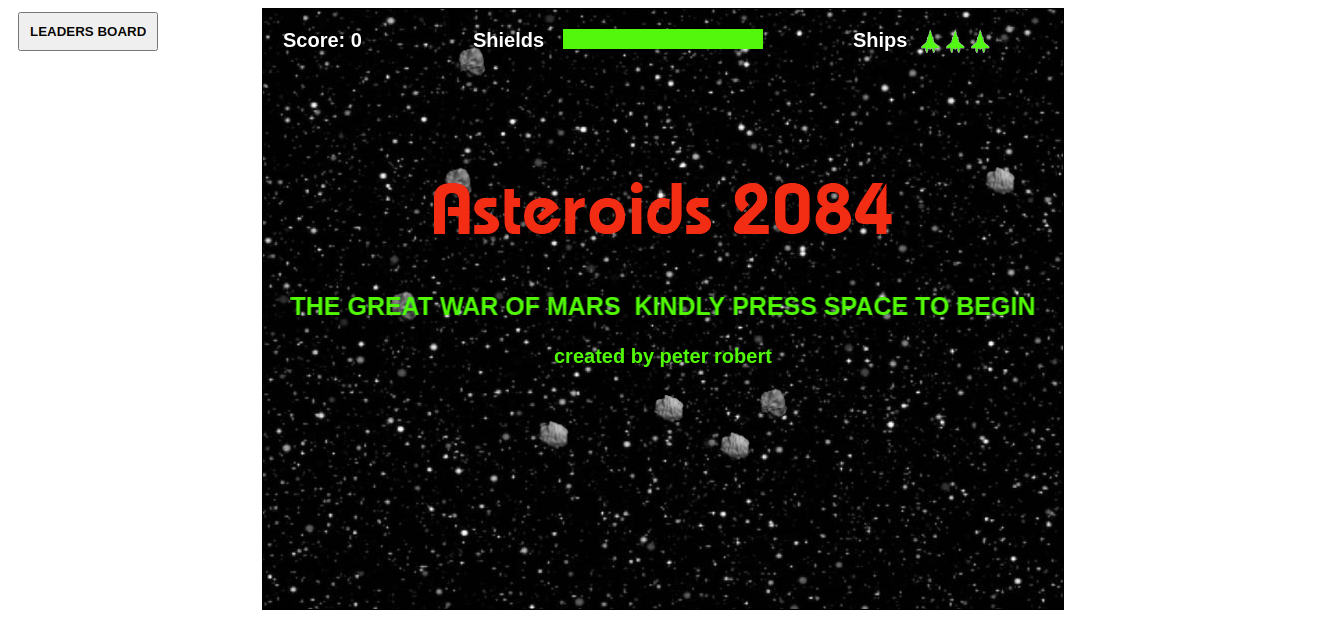 LEADERS BOARD
Score: 0 Shields Ships
Asteroids 2084
THE GREAT WAR OF MARS  KINDLY PRESS SPACE TO BEGIN
created by peter robert